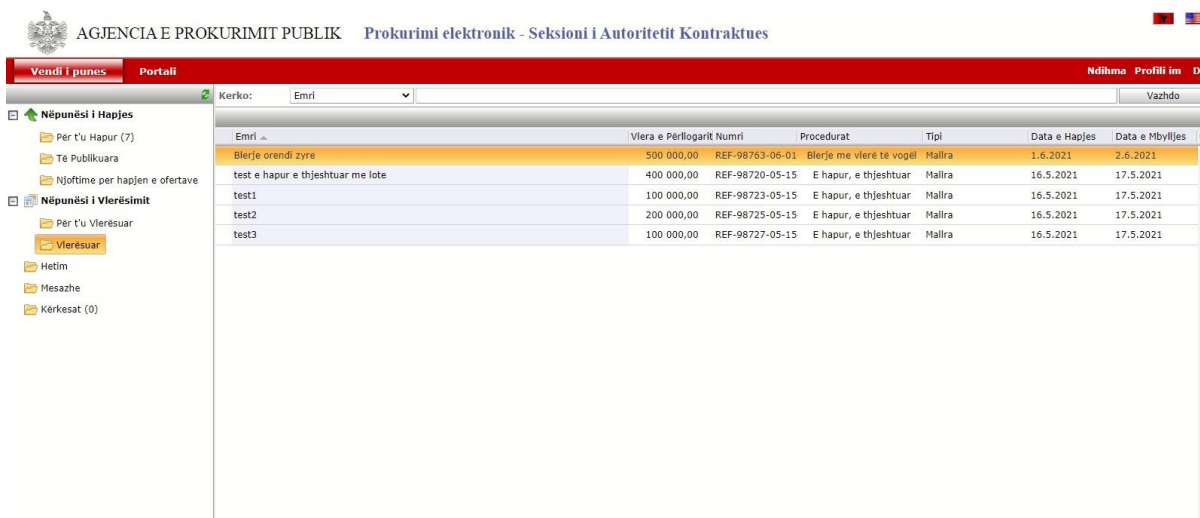 AGJENCIA E PROKURIMIT PUBLIK Prokurimi elektronik - Seksioni i Autoritetit Kontraktues
Vendi i punes Portali Ndihma Profili im D
Kerko: Emri Vazhdo
Nëpunësi i Hapjes
Për t'u Hapur (7)
Të Publikuara
Njoftime per hapjen e ofertave
Nëpunësi i Vlerësimit
Për t'u Vlerësuar
Vlerësuar
Hetim
Mesazhe
Kërkesat (0)
Emri Vlera e Përllogarit Numri Procedurat Tipi Data e Hapjes Data e Mbylljes
Blerje orendi zyre 500 000,00 REF-98763-06-01 Blerje me vlerë të vogël Mallra 1.6.2021 2.6.2021
test e hapur e thjeshtuar me lote 400 000,00 REF-98720-05-15 E hapur, e thjeshtuar Mallra 16.5.2021 17.5.2021
test1 100 000,00 REF-98723-05-15 E hapur, e thjeshtuar Mallra 16.5.2021 17.5.2021
test2 200 000,00 REF-98725-05-15 E hapur, e thjeshtuar Mallra 16.5.2021 17.5.2021
test3 100 000,00 REF-98727-05-15 E hapur, e thjeshtuar Mallra 16.5.2021 17.5.2021